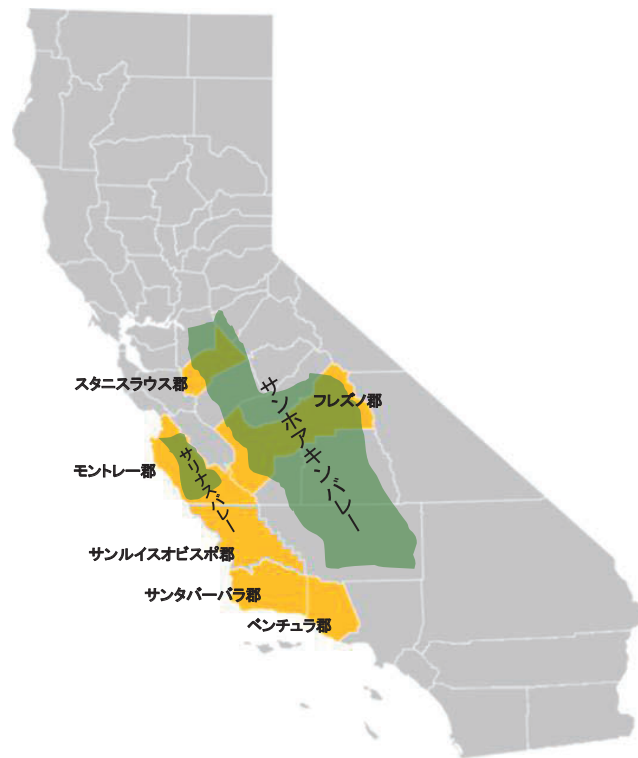 スタニスラウス郡
サンホアキンバレー
フレズノ郡
モントレー郡
サリナスバレー
サンルイスオビスポ郡
サンタバーバラ郡
ベンチュラ郡